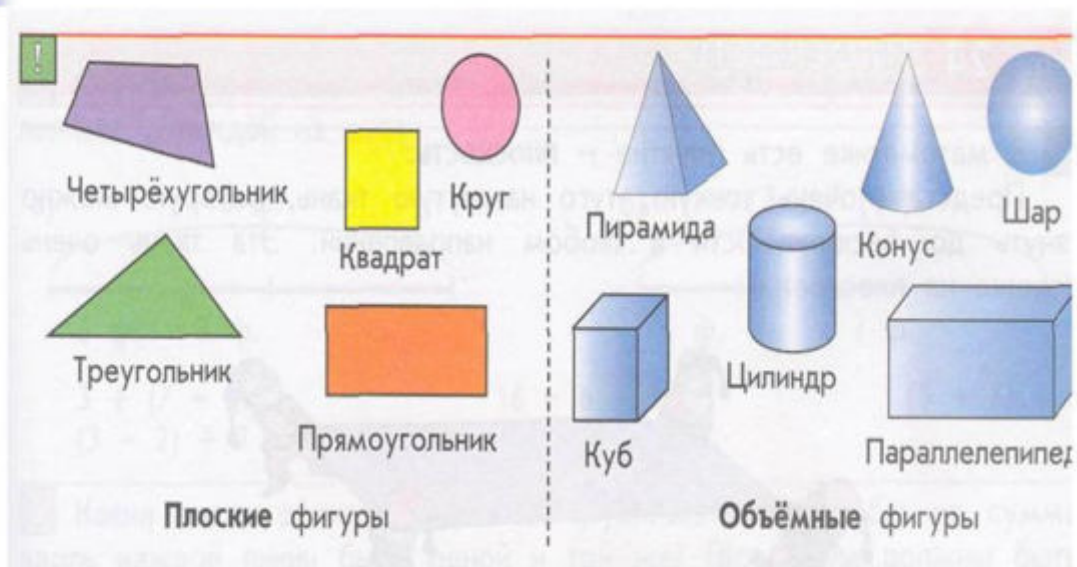 !
Четырёхугольник
Круг
Квадрат
Треугольник
Прямоугольник
Плоские фигуры
Пирамида
Конус
Шар
Цилиндр
Куб
Параллелепипед
Объёмные фигуры